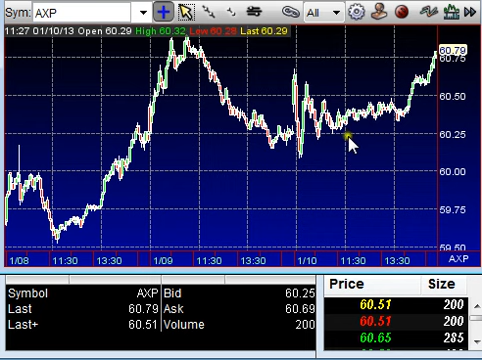 Sym: AXP All
11:27 01/10/13 Open 60.29 High 60.32 Low 60.28 Last 60.29
60.79
60.50
60.25
60.00
59.75
59.50
1/08 11:30 13:30 1/09 11:30 13:30 1/10 11:30 13:30 AXP
Symbol AXP Bid 60.25
Last 60.79 Ask 60.69
Last+ 60.51 Volume 200
Price Size
60.51 200
60.51 200
60.65 285